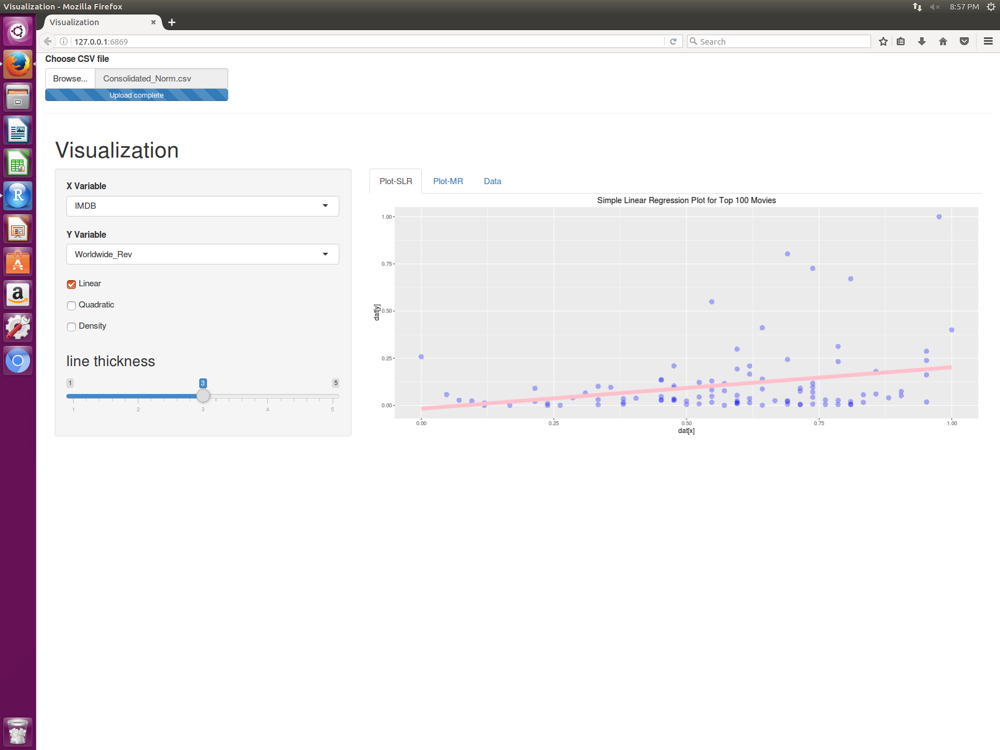 Visualization - Mozilla Firefox
8:57 PM
Visualization
127.0.0.1:6869
Search
Choose CSV file
Browse... Consolidated_Norm.csv
Upload complete
Visualization
X Variable
IMDB
Y Variable
Worldwide_Rev
Linear
Quadratic
Density
line thickness
1 3 5
1 2 3 4 5
Plot-SLR Plot-MR Data
Simple Linear Regression Plot for Top 100 Movies
1.00
0.75
dat[y]
0.50
0.25
0.00
0.00 0.25 0.50 0.75 1.00
dat[x]